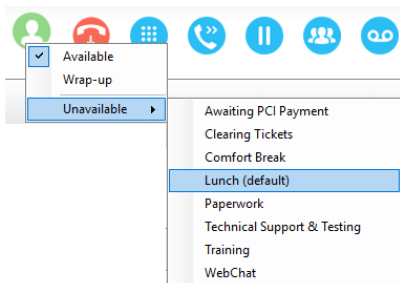 Available
Wrap-up
Unavailable
Awaiting PCI Payment
Clearing Tickets
Comfort Break
Lunch (default)
Paperwork
Technical Support & Testing
Training
WebChat